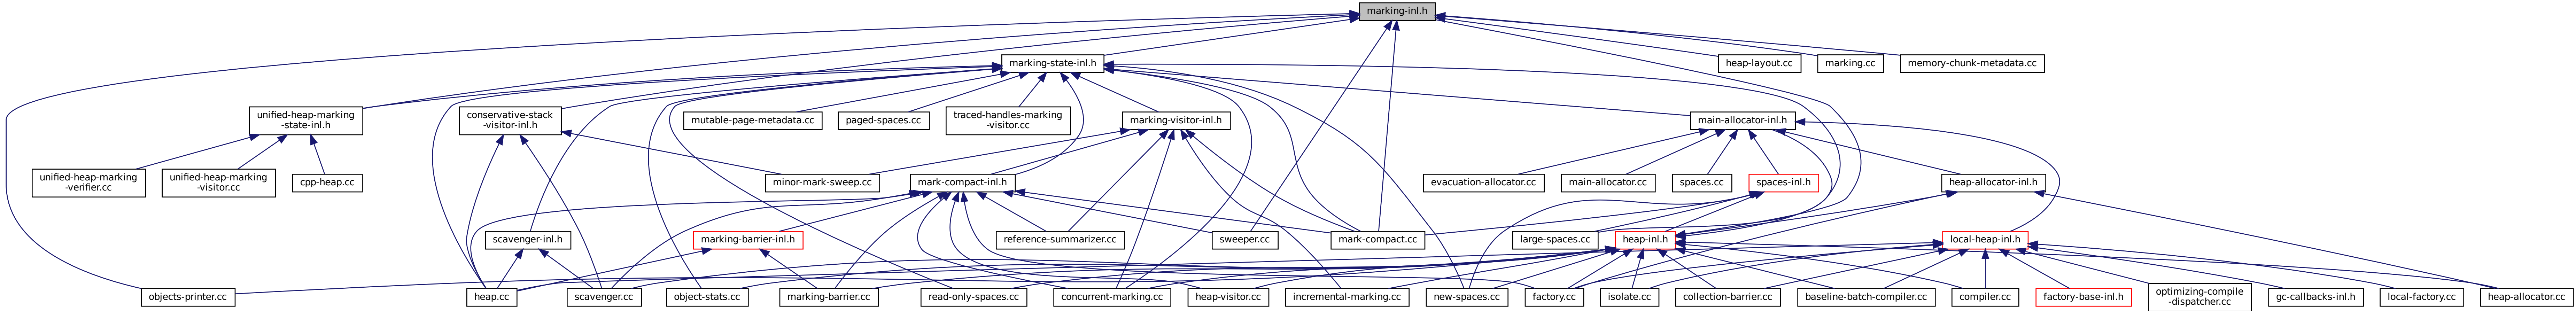 marking-inl.h
marking-state-inl.h
heap-layout.cc
marking.cc
memory-chunk-metadata.cc
unified-heap-marking
-state-inl.h
conservative-stack
-visitor-inl.h
mutable-page-metadata.cc
paged-spaces.cc
traced-handles-marking
-visitor.cc
marking-visitor-inl.h
main-allocator-inl.h
unified-heap-marking
-verifier.cc
unified-heap-marking
-visitor.cc
cpp-heap.cc
minor-mark-sweep.cc
mark-compact-inl.h
evacuation-allocator.cc
main-allocator.cc
spaces.cc
spaces-inl.h
heap-allocator-inl.h
scavenger-inl.h
marking-barrier-inl.h
reference-summarizer.cc
sweeper.cc
mark-compact.cc
large-spaces.cc
heap-inl.h
local-heap-inl.h
objects-printer.cc
heap.cc
scavenger.cc
object-stats.cc
marking-barrier.cc
read-only-spaces.cc
concurrent-marking.cc
heap-visitor.cc
incremental-marking.cc
new-spaces.cc
factory.cc
isolate.cc
collection-barrier.cc
baseline-batch-compiler.cc
compiler.cc
factory-base-inl.h
optimizing-compile
-dispatcher.cc
gc-callbacks-inl.h
local-factory.cc
heap-allocator.cc